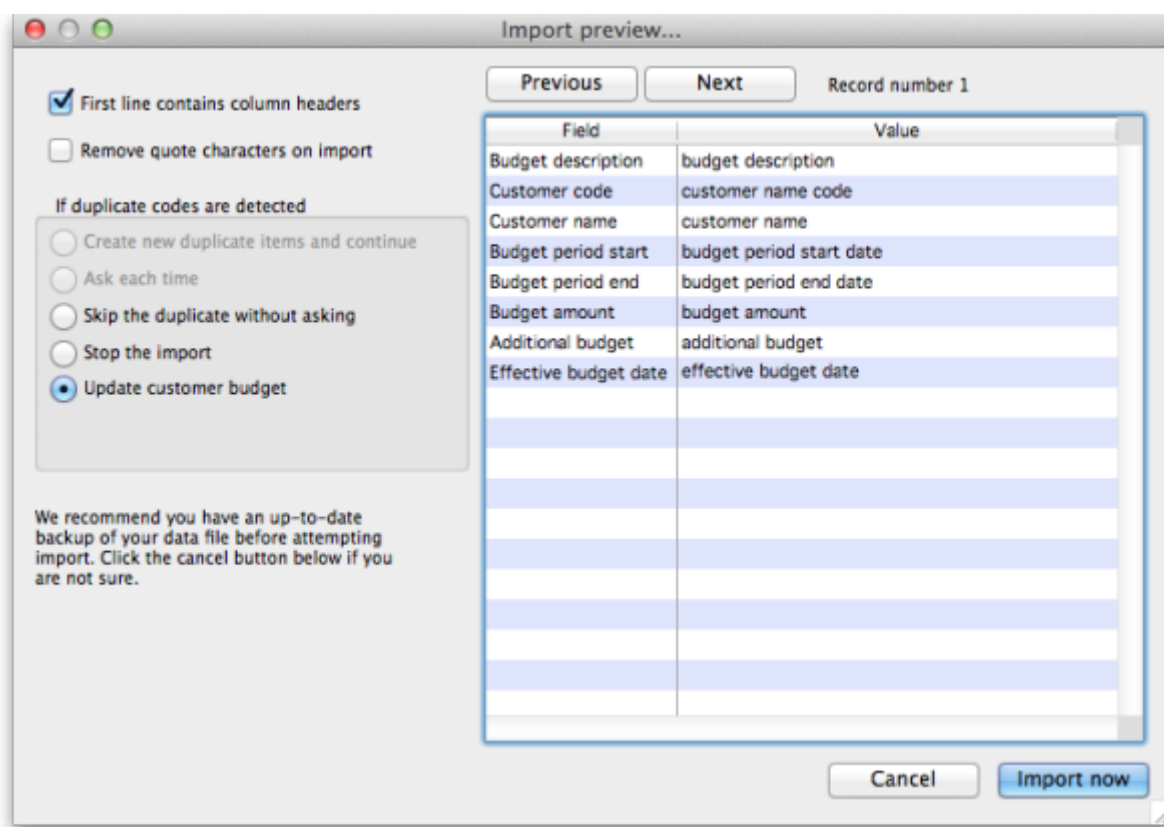 Import preview...
First line contains column headers
Remove quote characters on import
If duplicate codes are detected
Create new duplicate items and continue
Ask each time
Skip the duplicate without asking
Stop the import
Update customer budget
We recommend you have an up-to-date
backup of your data file before attempting
import. Click the cancel button below if you
are not sure.
Previous Next Record number 1
Field Value
Budget description budget description
Customer code customer name code
Customer name customer name
Budget period start budget period start date
Budget period end budget period end date
Budget amount budget amount
Additional budget additional budget
Effective budget date effective budget date
Cancel Import now